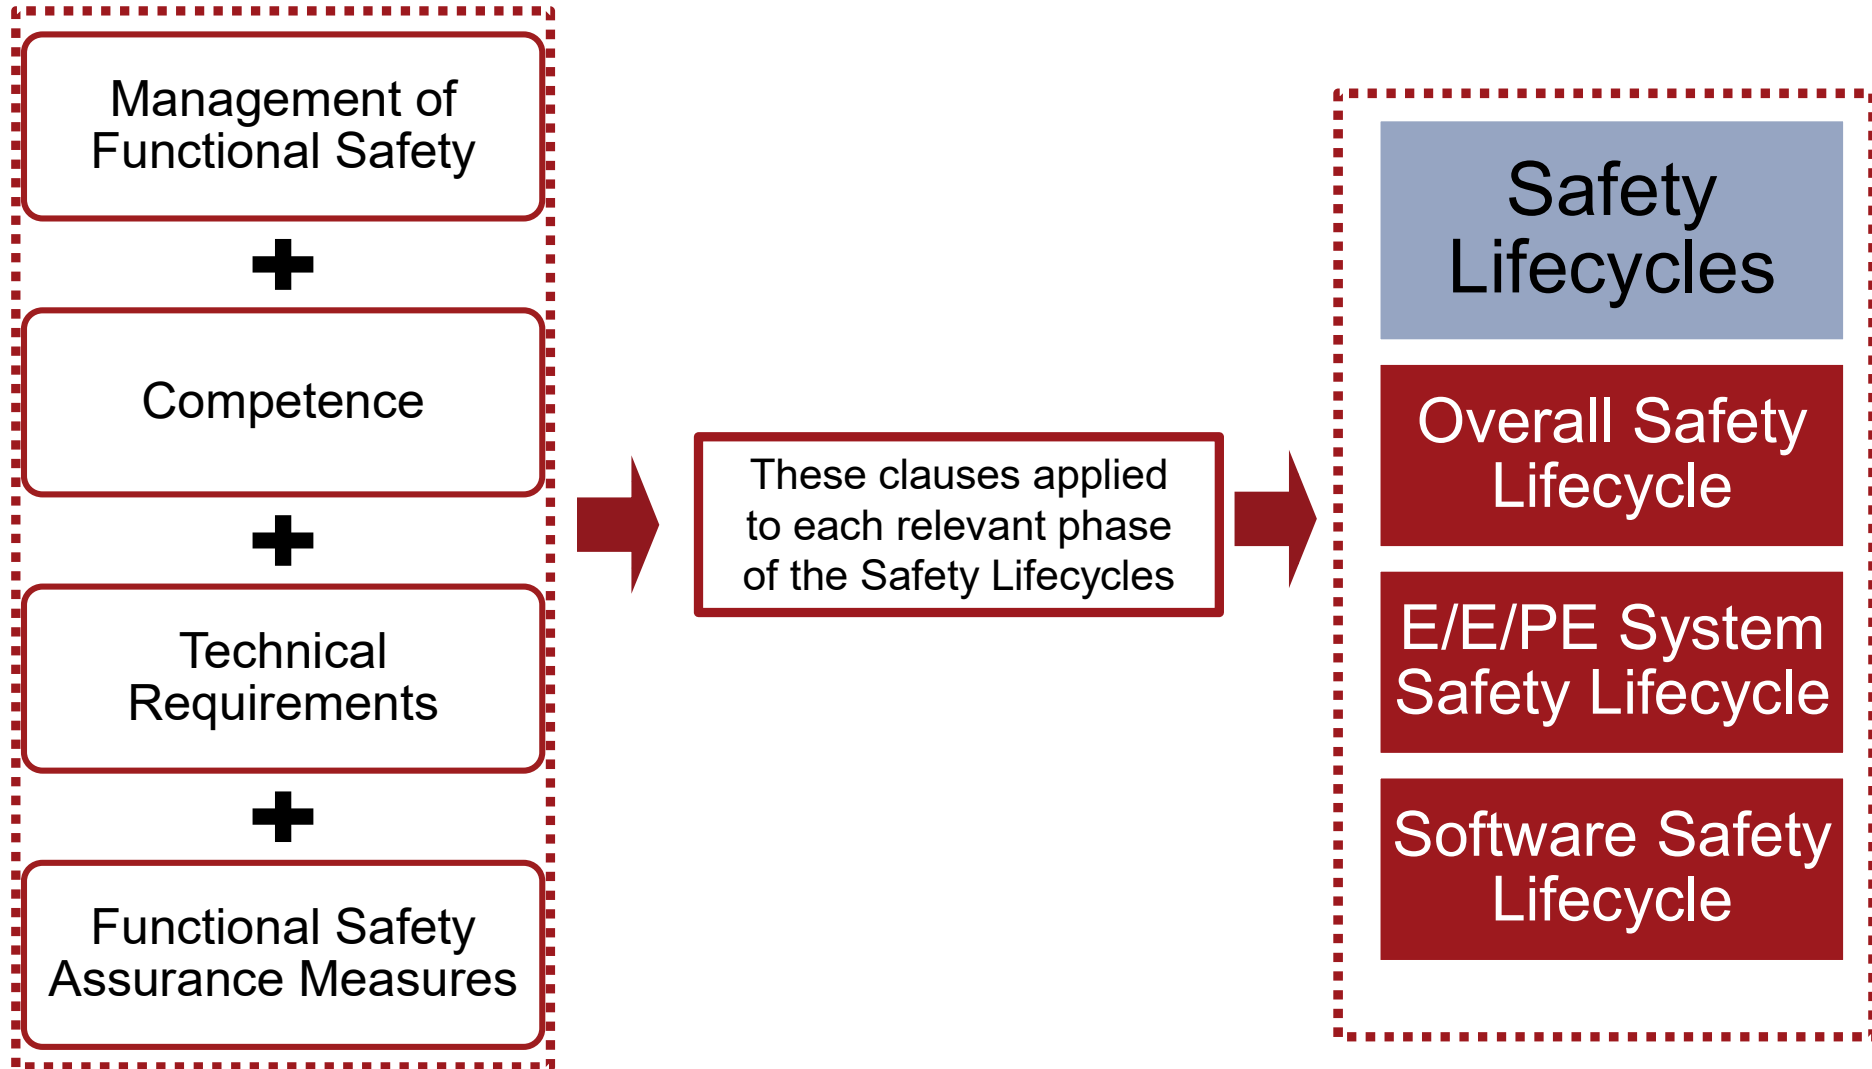 Management of
Functional Safety
Competence
Technical
Requirements
Functional Safety
Assurance Measures
These clauses applied
to each relevant phase
of the Safety Lifecycles
Safety
Lifecycles
Overall Safety
Lifecycle
E/E/PE System
Safety Lifecycle
Software Safety
Lifecycle